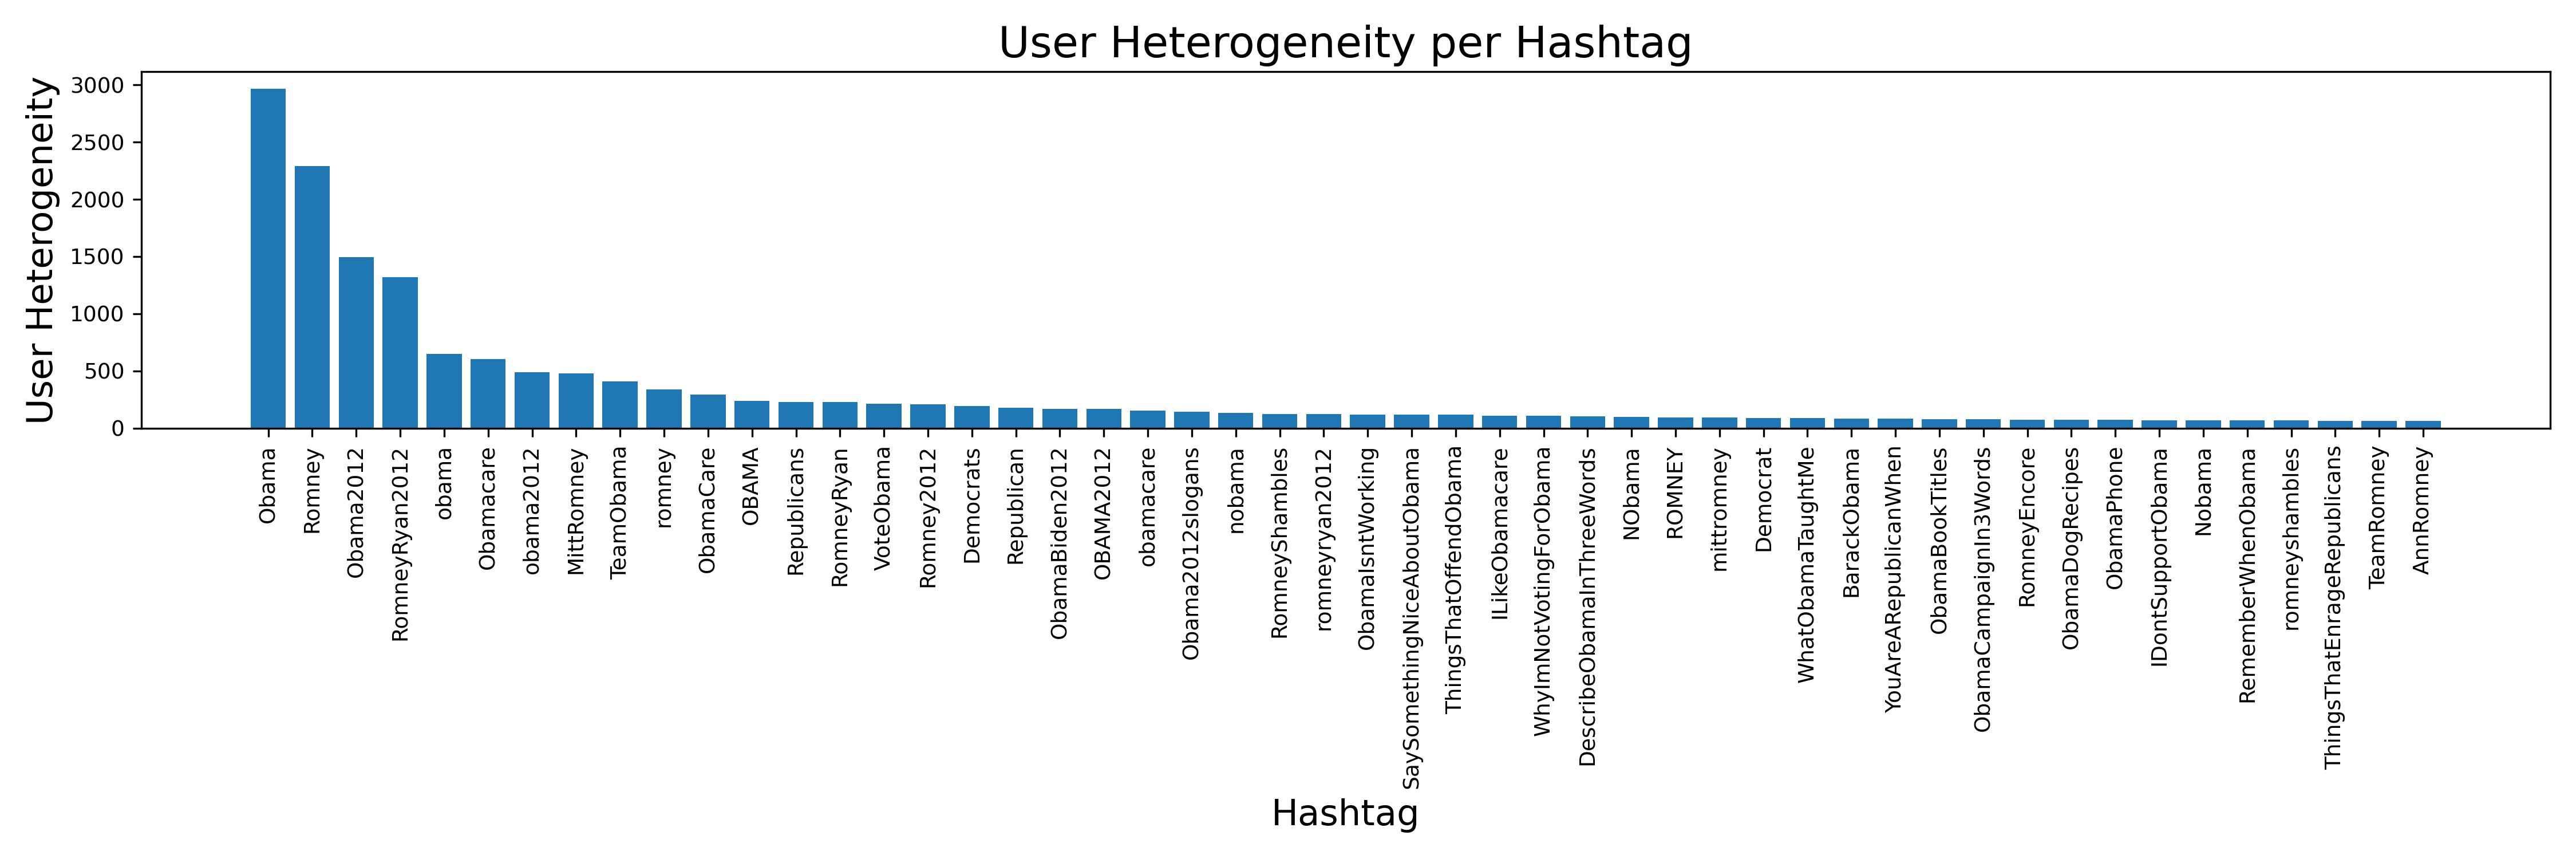 User Heterogeneity per Hashtag
User Heterogeneity
3000
2500
2000
1500
1000
500
0
Obama
Romney
Obama2012
RomneyRyan2012
obama
Obamacare
obama2012
MittRomney
TeamObama
romney
ObamaCare
OBAMA
Republicans
RomneyRyan
VoteObama
Romney2012
Democrats
Republican
ObamaBiden2012
OBAMA2012
obamacare
Obama2012slogans
nobama
RomneyShambles
romneyryan2012
ObamaIsntWorking
SaySomethingNiceAboutObama
ThingsThatOffendObama
ILikeObamacare
WhyImNotVotingForObama
DescribeObamaInThreeWords
NObama
ROMNEY
mittromney
Democrat
WhatObamaTaughtMe
BarackObama
YouAreARepublicanWhen
ObamaBookTitles
ObamaCampaignIn3Words
RomneyEncore
ObamaDogRecipes
ObamaPhone
IDontSupportObama
Nobama
RememberWhenObama
romneyshambles
ThingsThatEnrageRepublicans
TeamRomney
AnnRomney
Hashtag